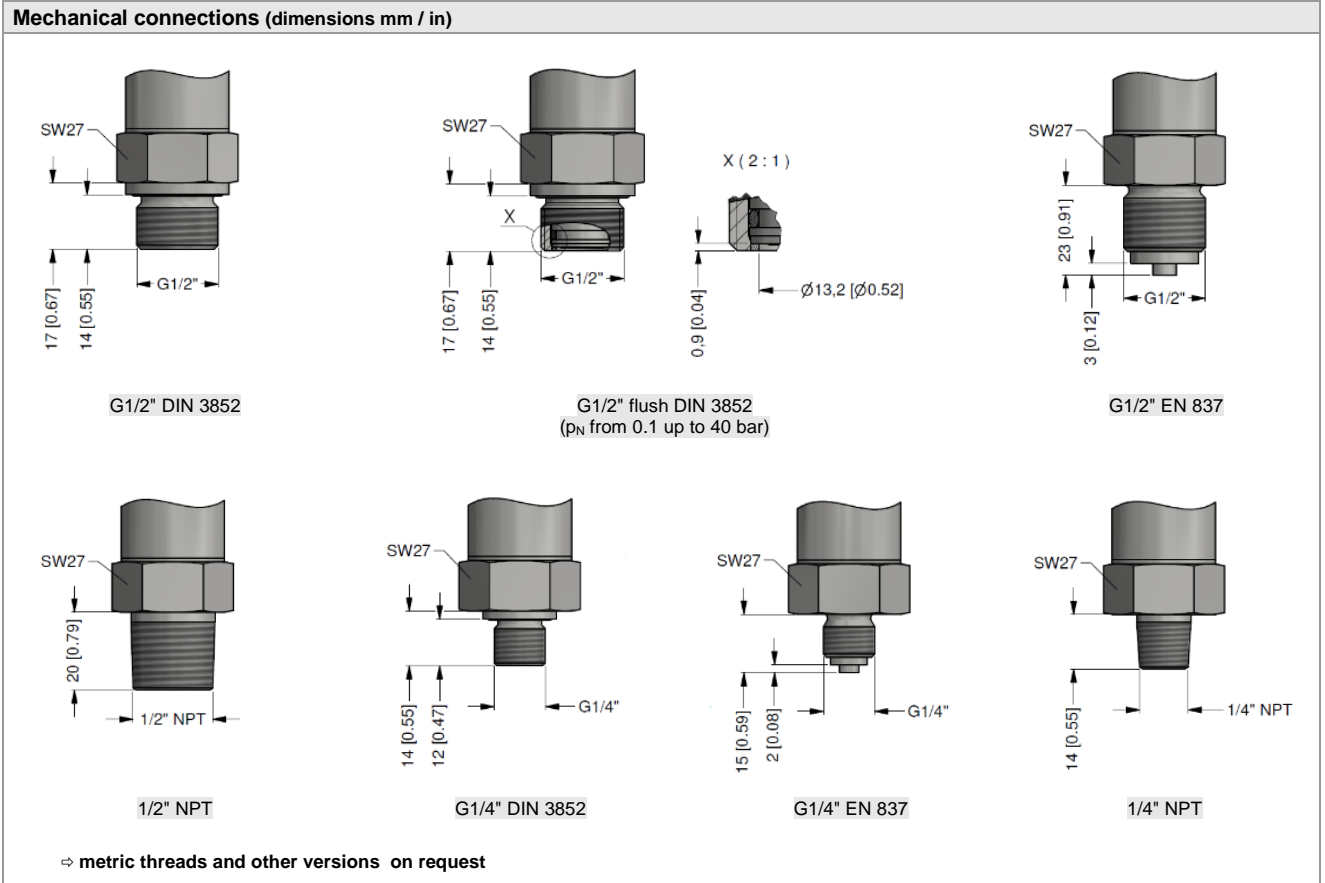 Mechanical connections (dimensions mm / in)
SW27
17 [0.67]
14 [0.55]
G1/2"
G1/2" DIN 3852
SW27
X
17 [0.67]
14 [0.55]
G1/2"
X ( 2 : 1 )
0,9 [0.04]
Ø13,2 [Ø0.52]
G1/2" flush DIN 3852
(pN from 0.1 up to 40 bar)
SW27
23 [0.91]
3 [0.12]
G1/2"
G1/2" EN 837
SW27
20 [0.79]
1/2" NPT
1/2" NPT
SW27
14 [0.55]
12 [0.47]
G1/4"
G1/4" DIN 3852
SW27
15 [0.59]
2 [0.08]
G1/4"
G1/4" EN 837
SW27
14 [0.55]
1/4" NPT
1/4" NPT
⇨ metric threads and other versions on request